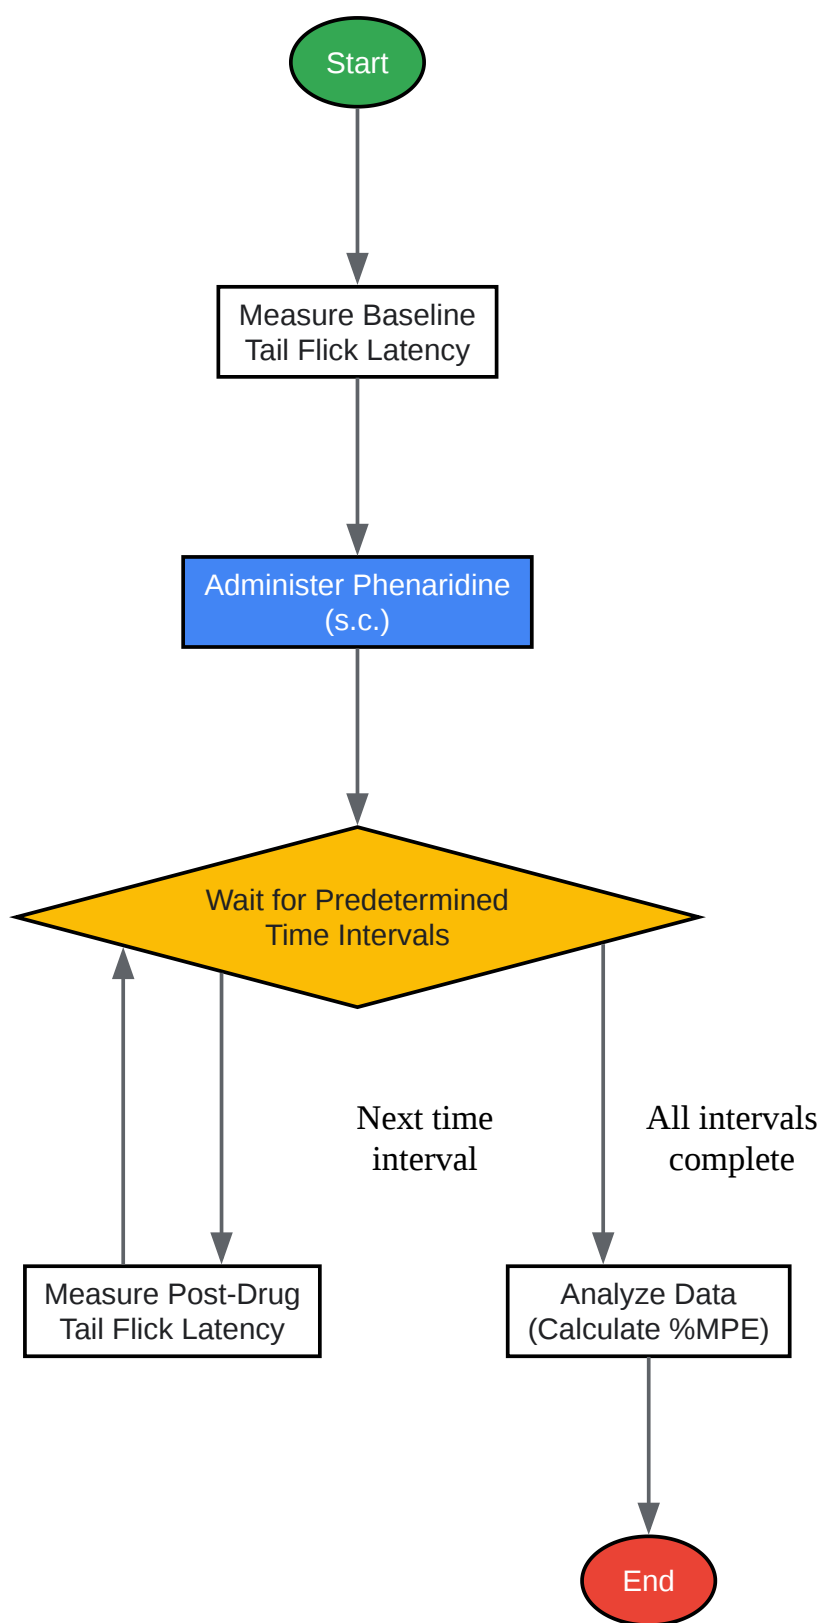 Start
Measure Baseline
Tail Flick Latency
Administer Phenaridine
(s.c.)
Wait for Predetermined
Time Intervals
Next time
interval
All intervals
complete
Measure Post-Drug
Tail Flick Latency
Analyze Data
(Calculate %MPE)
End